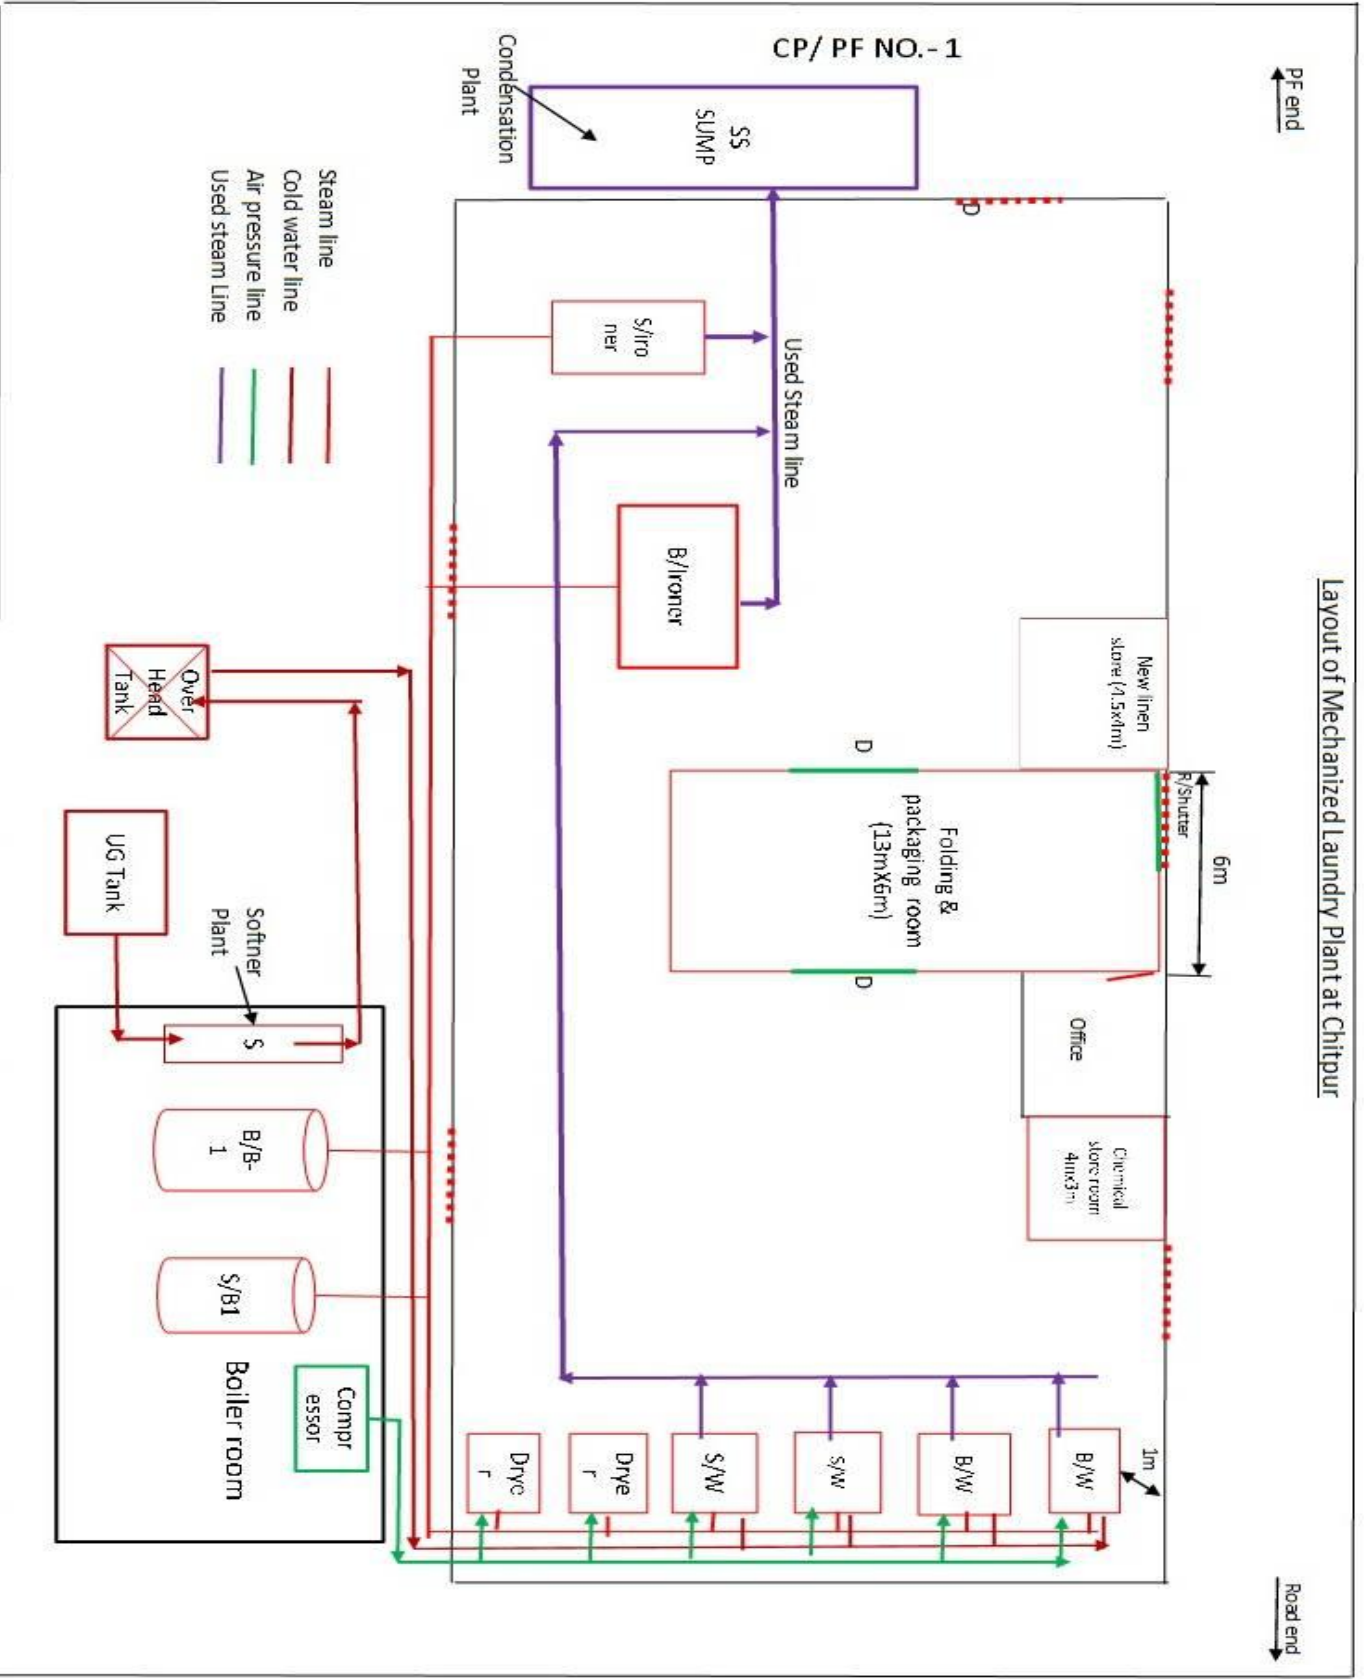 Layout of Mechanized Laundry Plant at Chitpur
PF end
Road end
CP/ PF NO.- 1
SS
SUMP
Condensation
Plant
D
Used Steam line
S/iro
ner
B/Ironer
New linen
store (4.5x4m)
R/Shutter
6m
D
Folding &
packaging room
(13mX6m)
D
Office
Chemical
store room
4mx3m
1m
B/W
B/W
S/W
S/W
Drye
r
Drye
r
Steam line
Cold water line
Air pressure line
Used steam Line
Over
Head
Tank
UG Tank
Softner
Plant
S
B/B-
1
S/B1
Boiler room
Compr
essor